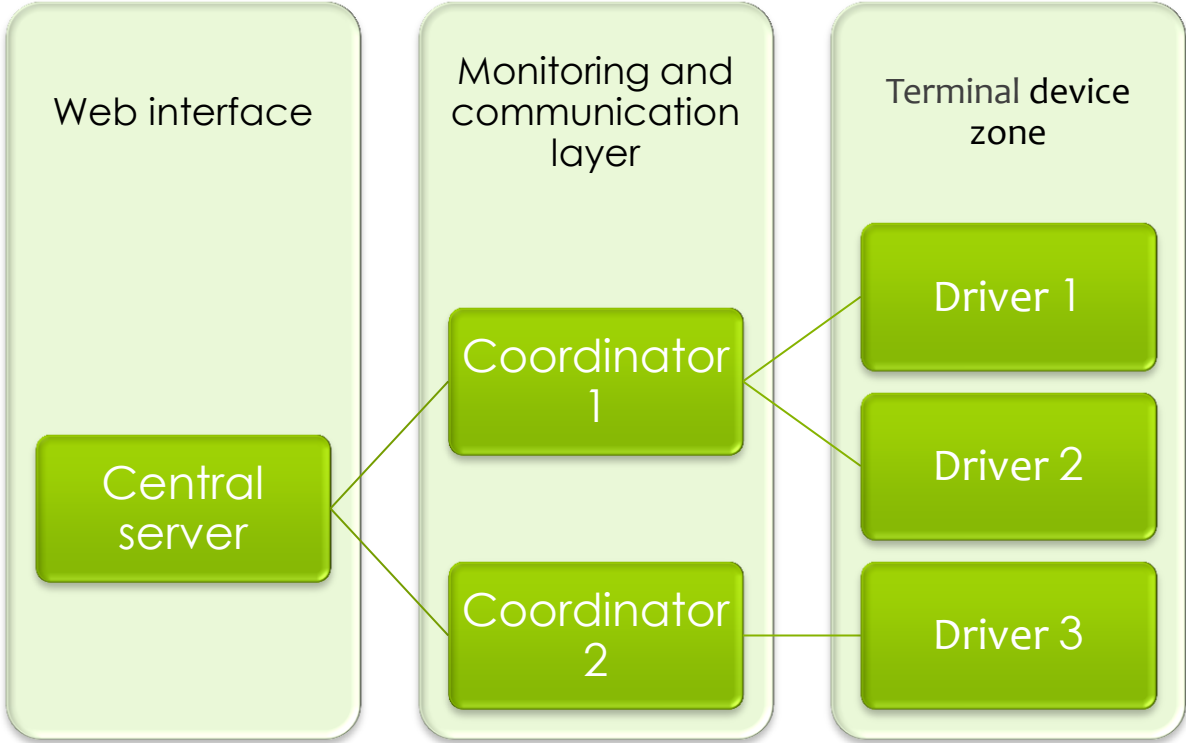 Web interface
Monitoring and
communication
layer
Terminal device
zone
Central
server
Coordinator
1
Coordinator
2
Driver 1
Driver 2
Driver 3